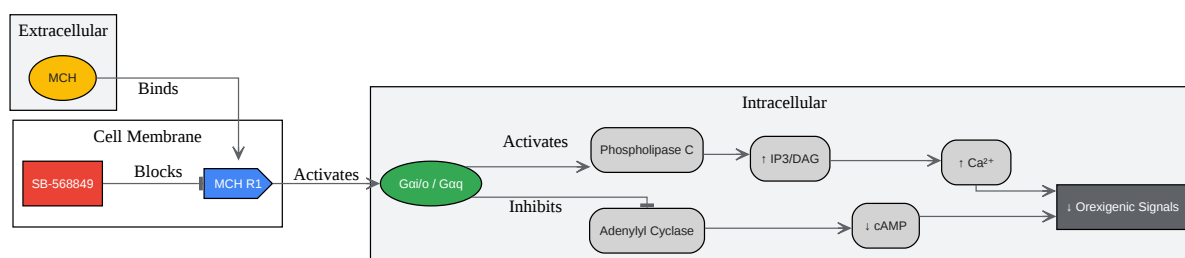 Extracellular
MCH
Binds
Cell Membrane
SB-568849
Blocks
MCH R1
Activates
Intracellular
Gαi/o / Gαq
Activates
Phospholipase C
↑ IP3/DAG
↑ Ca²⁺
Inhibits
Adenylyl Cyclase
↓ cAMP
↓ Orexigenic Signals